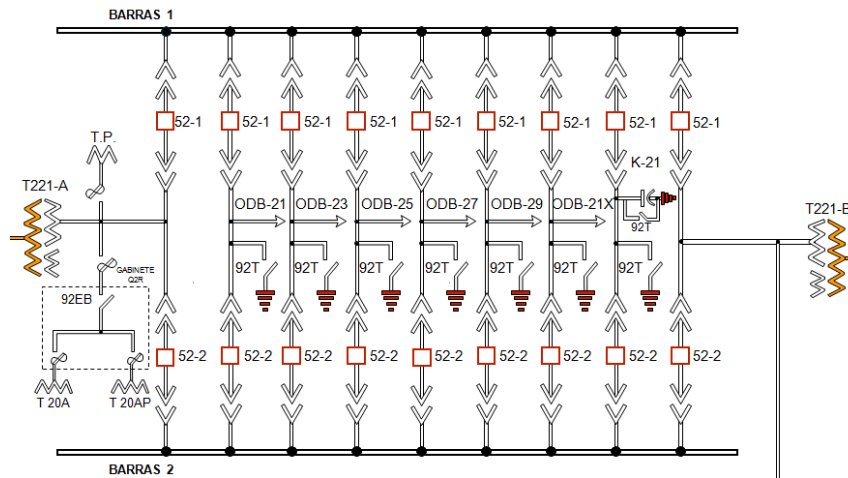 BARRAS 1
52-1 52-1 52-1 52-1 52-1 52-1 52-1 52-1 52-1
T.P.
K-21
T221-A
ODB-21 ODB-23 ODB-25 ODB-27 ODB-29 ODB-21X
T221-B
92T
92T 92T 92T 92T 92T 92T 92T
GABINETE
Q2R
92EB
52-2 52-2 52-2 52-2 52-2 52-2 52-2 52-2 52-2
T 20A T 20AP
BARRAS 2